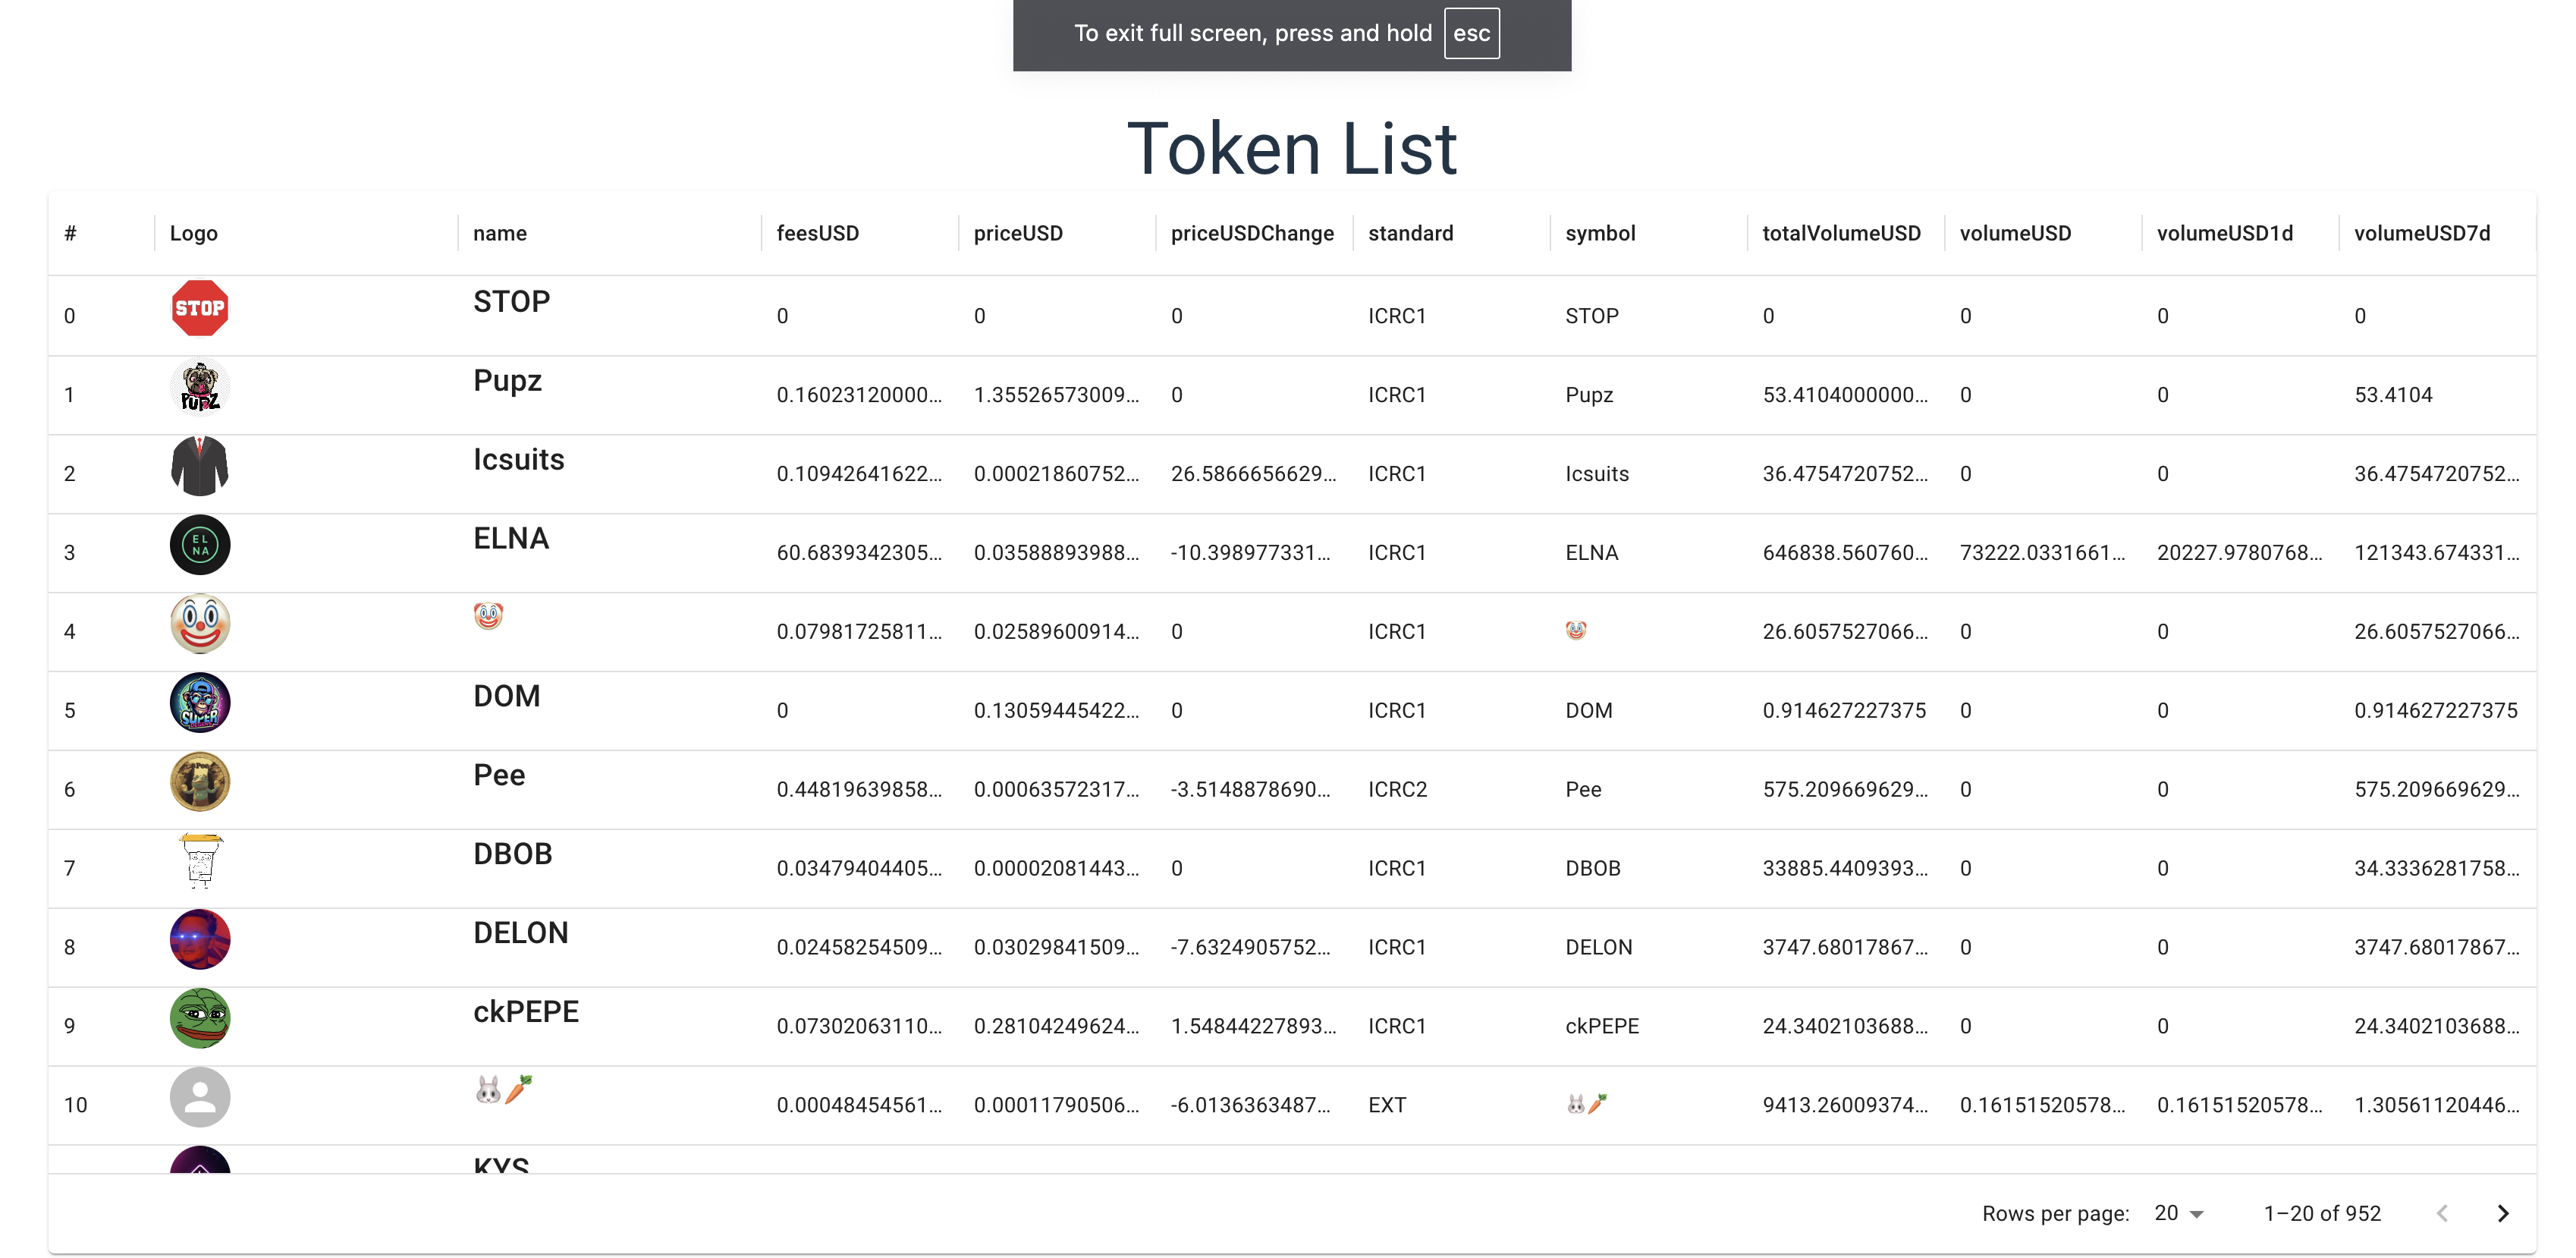 To exit full screen, press and hold esc
Token List
# Logo name feesUSD priceUSD priceUSDChange standard symbol totalVolumeUSD volumeUSD volumeUSD1d volumeUSD7d
0 STOP STOP 0 0 0 ICRC1 STOP 0 0 0 0
1 PUPZ Pupz 0.16023120000... 1.35526573009... 0 ICRC1 Pupz 53.4104000000... 0 0 53.4104
2 Icsuits 0.10942641622... 0.00021860752... 26.5866656629... ICRC1 Icsuits 36.4754720752... 0 0 36.4754720752...
3 EL NA ELNA 60.6839342305... 0.03588893988... -10.398977331... ICRC1 ELNA 646838.560760... 73222.0331661... 20227.9780768... 121343.674331...
4 🤡 0.07981725811... 0.02589600914... 0 ICRC1 🤡 26.6057527066... 0 0 26.6057527066...
5 SUPER DOM 0 0.13059445422... 0 ICRC1 DOM 0.914627227375 0 0 0.914627227375
6 Pee Pee 0.44819639858... 0.00063572317... -3.5148878690... ICRC2 Pee 575.209669629... 0 0 575.209669629...
7 DBOB 0.03479404405... 0.00002081443... 0 ICRC1 DBOB 33885.4409393... 0 0 34.3336281758...
8 DELON 0.02458254509... 0.03029841509... -7.6324905752... ICRC1 DELON 3747.68017867... 0 0 3747.68017867...
9 ckPEPE 0.07302063110... 0.28104249624... 1.54844227893... ICRC1 ckPEPE 24.3402103688... 0 0 24.3402103688...
10 🐰🥕 0.00048454561... 0.00011790506... -6.0136363487... EXT 🐰🥕 9413.26009374... 0.16151520578... 0.16151520578... 1.30561120446...
KYS
Rows per page: 20 1–20 of 952